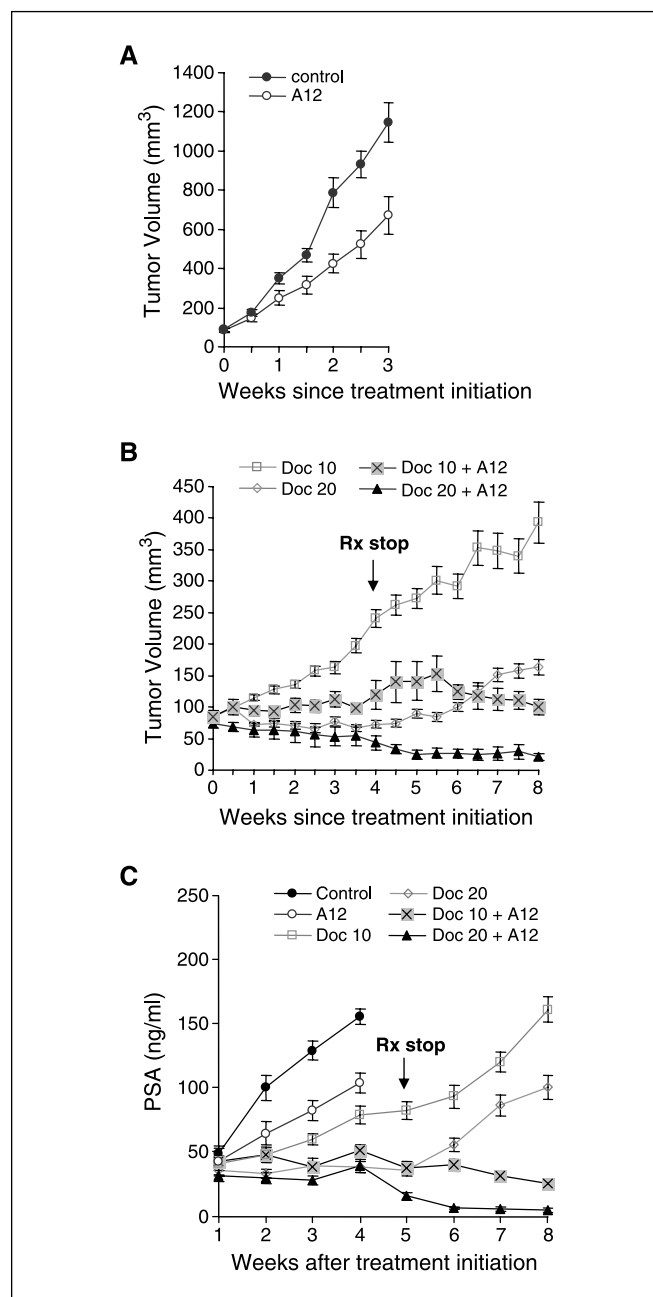 A
control
A12
Tumor Volume (mm³)
1400
1200
1000
800
600
400
200
0
0 1 2 3
Weeks since treatment initiation
B
Doc 10 Doc 10 + A12
Doc 20 Doc 20 + A12
Tumor Volume (mm³)
450
400
350
300
250
200
150
100
50
0
Rx stop
0 1 2 3 4 5 6 7 8
Weeks since treatment initiation
C
Control Doc 20
A12 Doc 10 + A12
Doc 10 Doc 20 + A12
PSA (ng/ml)
250
200
150
100
50
0
Rx stop
1 2 3 4 5 6 7 8
Weeks after treatment initiation